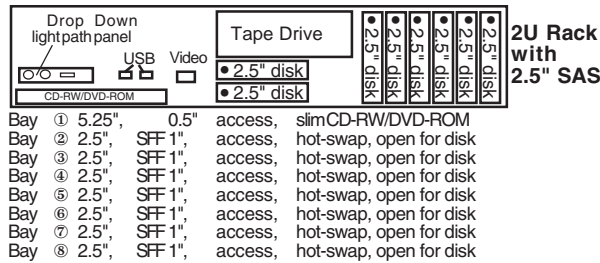 Drop Down
light path panel
USB
Video
CD-RW/DVD-ROM
Tape Drive
• 2.5" disk
• 2.5" disk
• 2.5" disk
• 2.5" disk
• 2.5" disk
• 2.5" disk
• 2.5" disk
• 2.5" disk
2U Rack
with
2.5" SAS
Bay ① 5.25", 0.5" access, slimCD-RW/DVD-ROM
Bay ② 2.5", SFF 1", access, hot-swap, open for disk
Bay ③ 2.5", SFF 1", access, hot-swap, open for disk
Bay ④ 2.5", SFF 1", access, hot-swap, open for disk
Bay ⑤ 2.5", SFF 1", access, hot-swap, open for disk
Bay ⑥ 2.5", SFF 1", access, hot-swap, open for disk
Bay ⑦ 2.5", SFF 1", access, hot-swap, open for disk
Bay ⑧ 2.5", SFF 1", access, hot-swap, open for disk